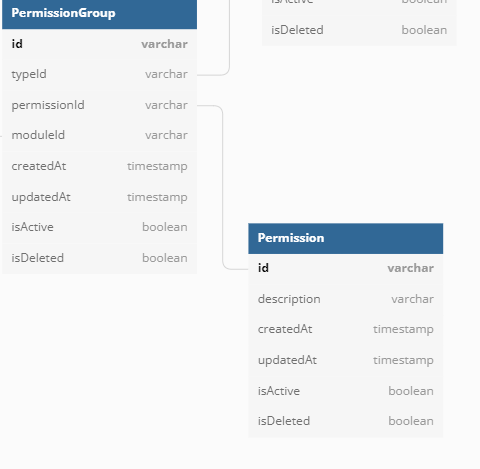 PermissionGroup
id varchar
typeId varchar
permissionId varchar
moduleId varchar
createdAt timestamp
updatedAt timestamp
isActive boolean
isDeleted boolean
isActive boolean
isDeleted boolean
Permission
id varchar
description varchar
createdAt timestamp
updatedAt timestamp
isActive boolean
isDeleted boolean